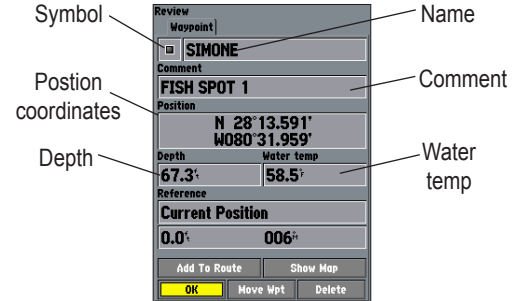 Symbol
Name
Review
Waypoint
SIMONE
Comment
FISH SPOT 1
Comment
Postion
coordinates
Position
N 28°13.591'
W080°31.959'
Depth
Depth
Water temp
Water
temp
67.3ft
58.5°F
Reference
Current Position
0.0ft
006°M
Add To Route
Show Map
OK
Move Wpt
Delete